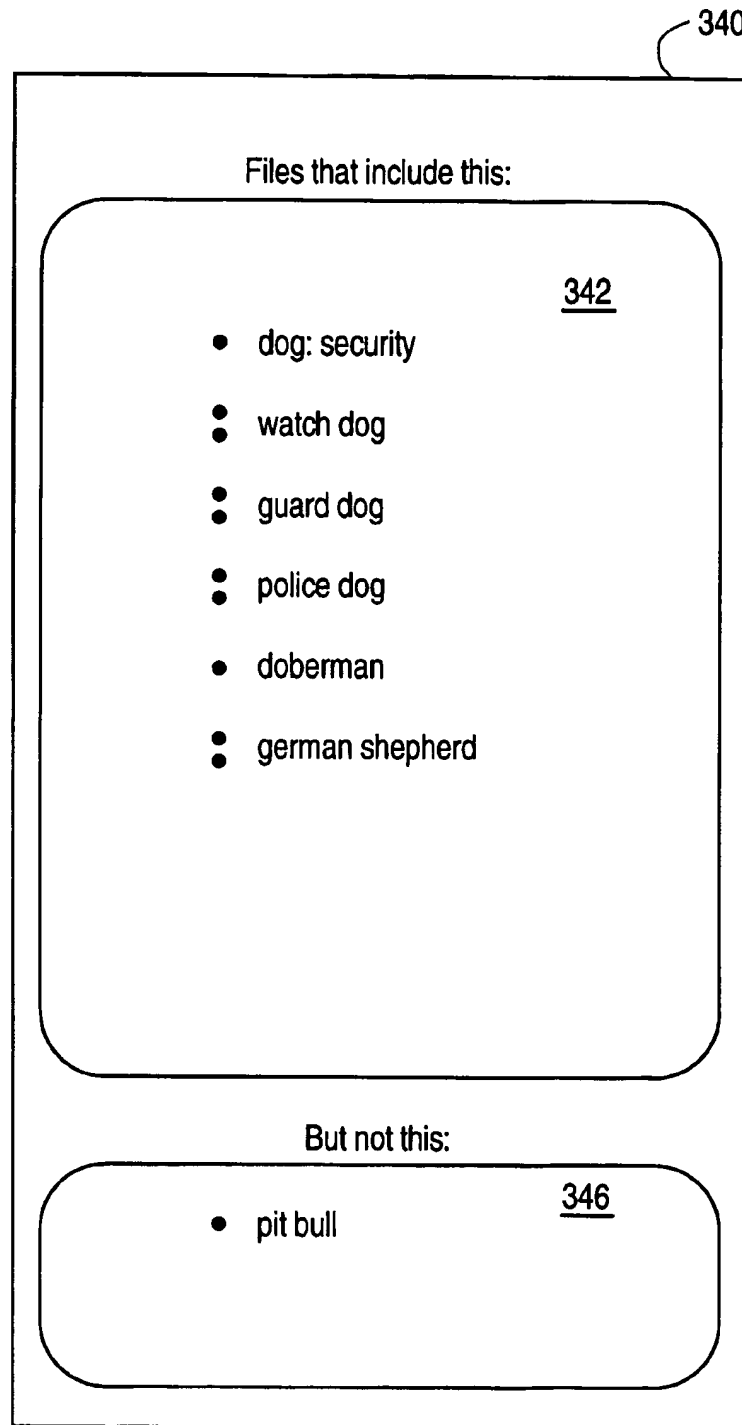 340
Files that include this:
342
• dog: security
: watch dog
: guard dog
: police dog
• doberman
: german shepherd
But not this:
346
• pit bull